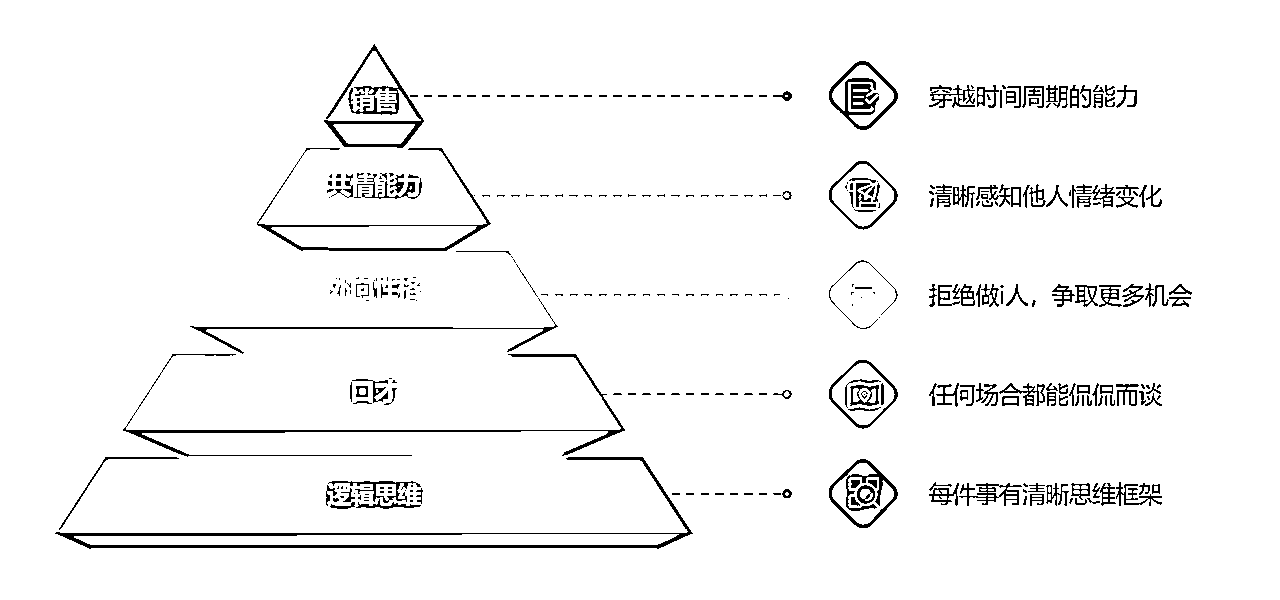 销售
穿越时间周期的能力
共情能力
清晰感知他人情绪变化
外向性格
拒绝做i人，争取更多机会
口才
任何场合都能侃侃而谈
逻辑思维
每件事有清晰思维框架